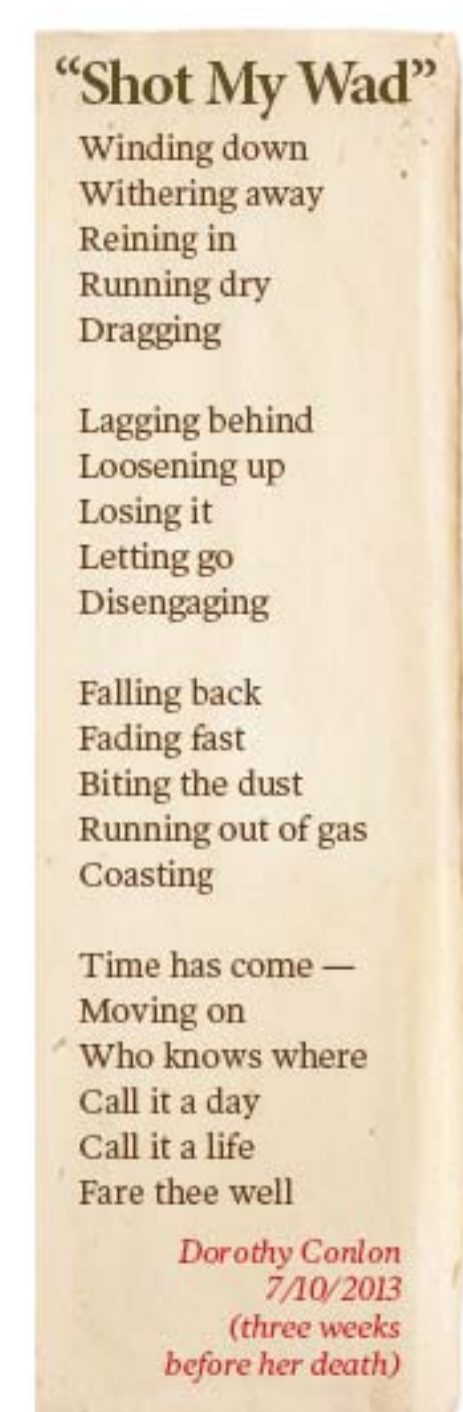 “Shot My Wad”
Winding down
Withering away
Reining in
Running dry
Dragging
Lagging behind
Loosening up
Losing it
Letting go
Disengaging
Falling back
Fading fast
Biting the dust
Running out of gas
Coasting
Time has come —
Moving on
Who knows where
Call it a day
Call it a life
Fare thee well
Dorothy Conlon
7/10/2013
(three weeks
before her death)